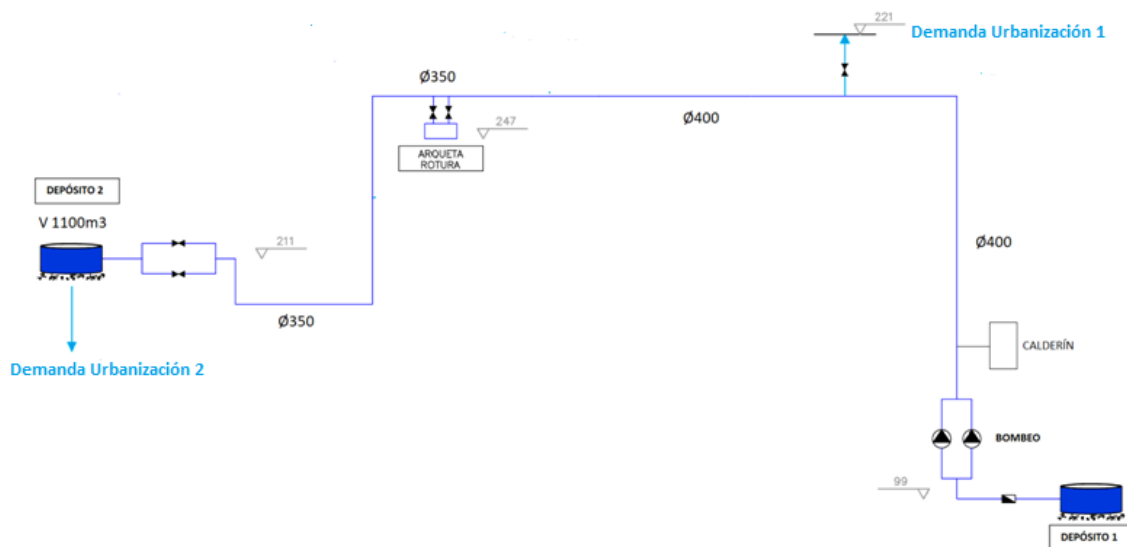 221
Demanda Urbanización 1
Ø350
Ø400
247
ARQUETA
ROTURA
DEPÓSITO 2
V 1100m3
211
Ø400
Ø350
CALDERÍN
Demanda Urbanización 2
BOMBEO
99
DEPÓSITO 1